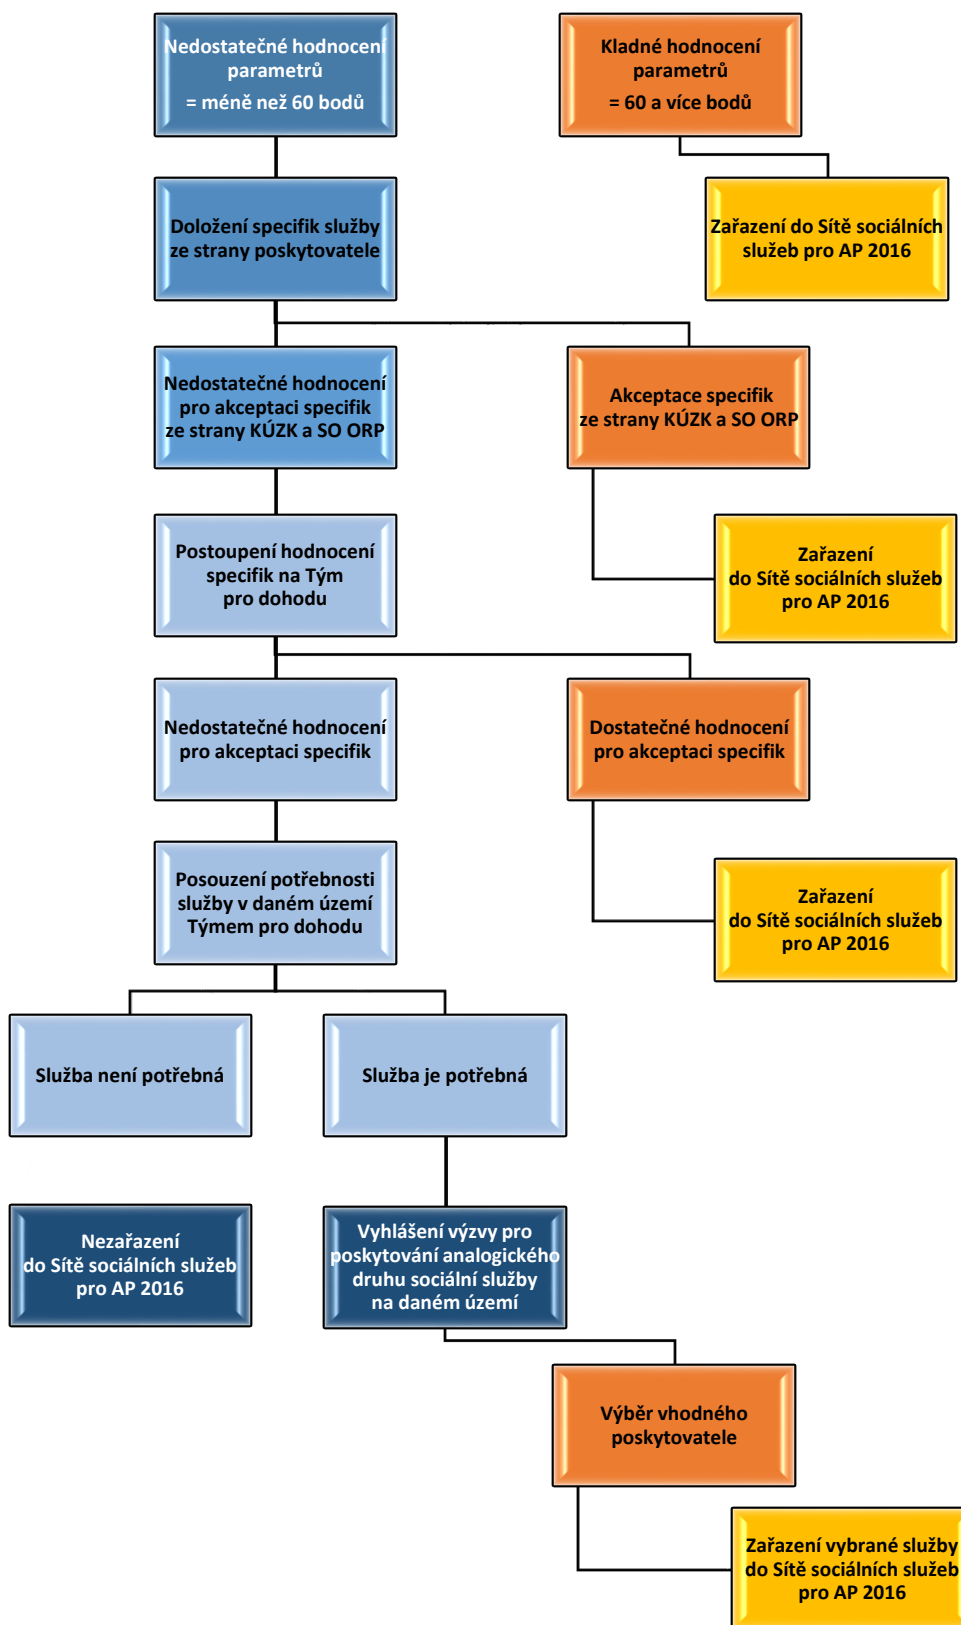 Nedostatečné hodnocení
parametrů
= méně než 60 bodů
Kladné hodnocení
parametrů
= 60 a více bodů
Doložení specifik služby
ze strany poskytovatele
Zařazení do Sítě sociálních
služeb pro AP 2016
Nedostatečné hodnocení
pro akceptaci specifik
ze strany KÚZK a SO ORP
Akceptace specifik
ze strany KÚZK a SO ORP
Postoupení hodnocení
specifik na Tým
pro dohodu
Zařazení
do Sítě sociálních služeb
pro AP 2016
Nedostatečné hodnocení
pro akceptaci specifik
Dostatečné hodnocení
pro akceptaci specifik
Posouzení potřebnosti
služby v daném území
Týmem pro dohodu
Zařazení
do Sítě sociálních služeb
pro AP 2016
Služba není potřebná
Služba je potřebná
Nezařazení
do Sítě sociálních služeb
pro AP 2016
Vyhlášení výzvy pro
poskytování analogického
druhu sociální služby
na daném území
Výběr vhodného
poskytovatele
Zařazení vybrané služby
do Sítě sociálních služeb
pro AP 2016